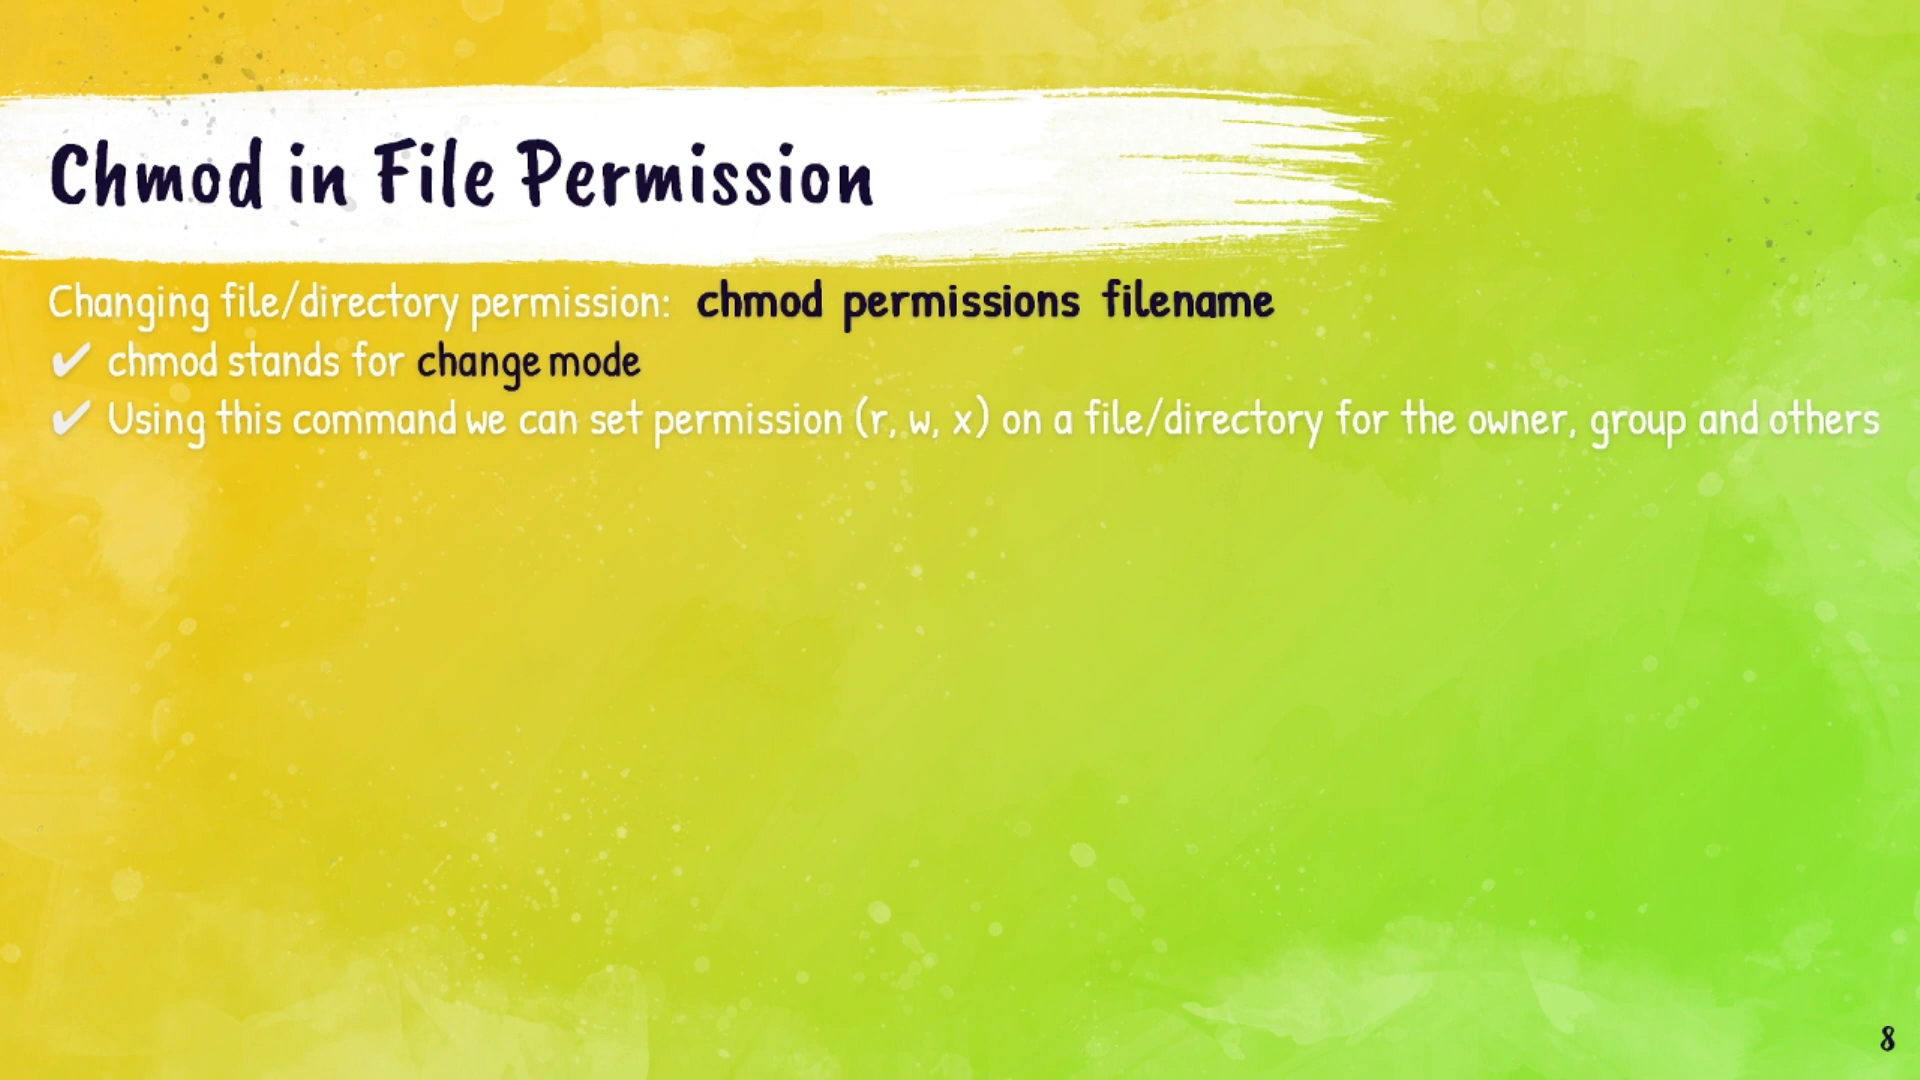 Chmod in File Permission
Changing file/directory permission: chmod permissions filename
✔ chmod stands for change mode
✔ Using this command we can set permission (r, w, x) on a file/directory for the owner, group and others
8